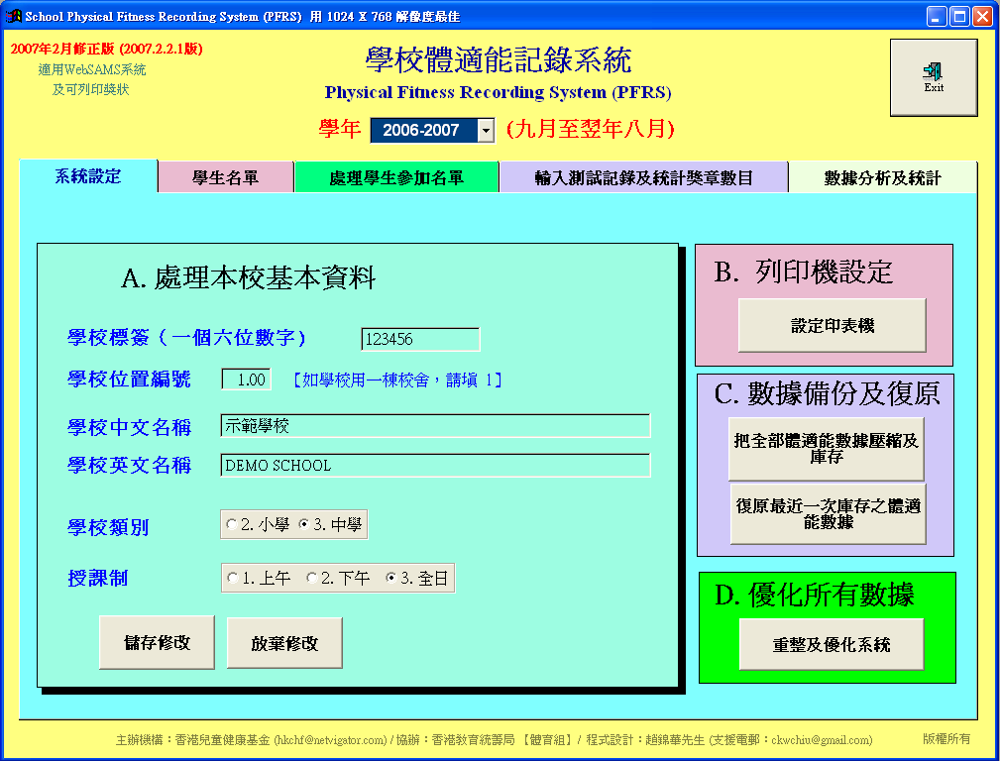 School Physical Fitness Recording System (PFRS)  用 1024 X 768 解像度最佳
2007年2月修正版 (2007.2.2.1版)
適用WebSAMS系統
及可列印獎狀
學校體適能記錄系統
Physical Fitness Recording System (PFRS)
學年 2006-2007 (九月至翌年八月)
Exit
系統設定 學生名單 處理學生參加名單 輸入測試記錄及統計獎章數目 數據分析及統計
A. 處理本校基本資料
學校標簽（一個六位數字） 123456
學校位置編號 1.00 【如學校用一棟校舍，請填 1】
學校中文名稱 示範學校
學校英文名稱 DEMO SCHOOL
學校類別 2. 小學 3. 中學
授課制 1. 上午 2. 下午 3. 全日
儲存修改 放棄修改
B. 列印機設定
設定印表機
C. 數據備份及復原
把全部體適能數據壓縮及
庫存
復原最近一次庫存之體適
能數據
D. 優化所有數據
重整及優化系統
主辦機構：香港兒童健康基金 (hkchf@netvigator.com) / 協辦：香港教育統籌局 【體育組】 / 程式設計：趙錦華先生 (支援電郵：ckwchiu@gmail.com) 版權所有